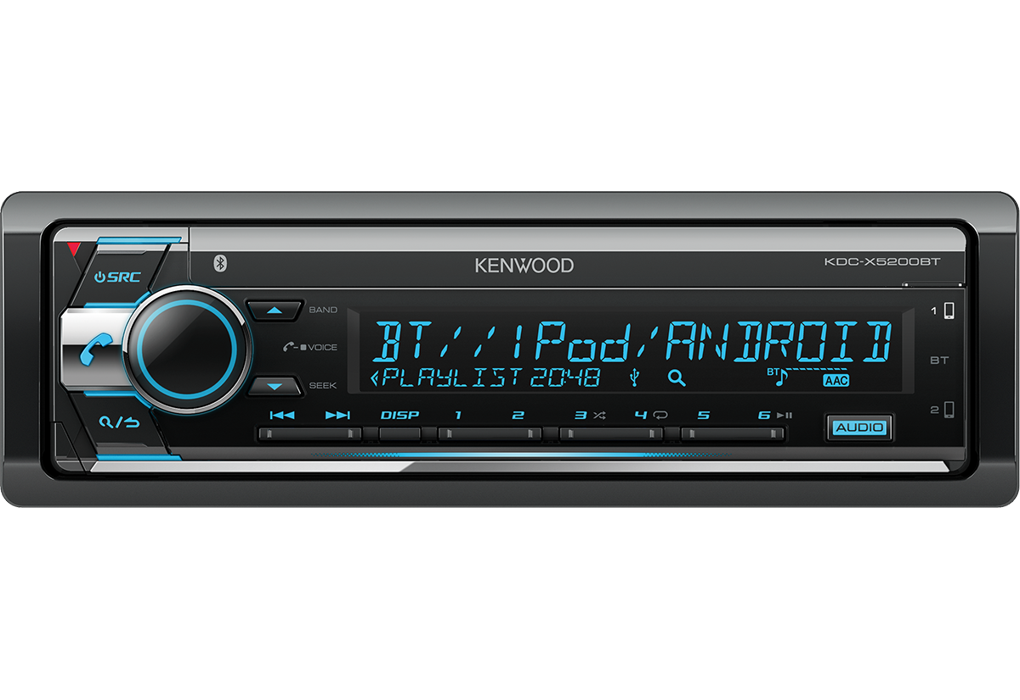 KENWOOD
KDC-X5200BT
SRC
BAND
VOICE
SEEK
BT//IPod/ANDROID
PLAYLIST 2048
BT
AAC
1
BT
2
DISP 1 2 3 4 5 6
AUDIO